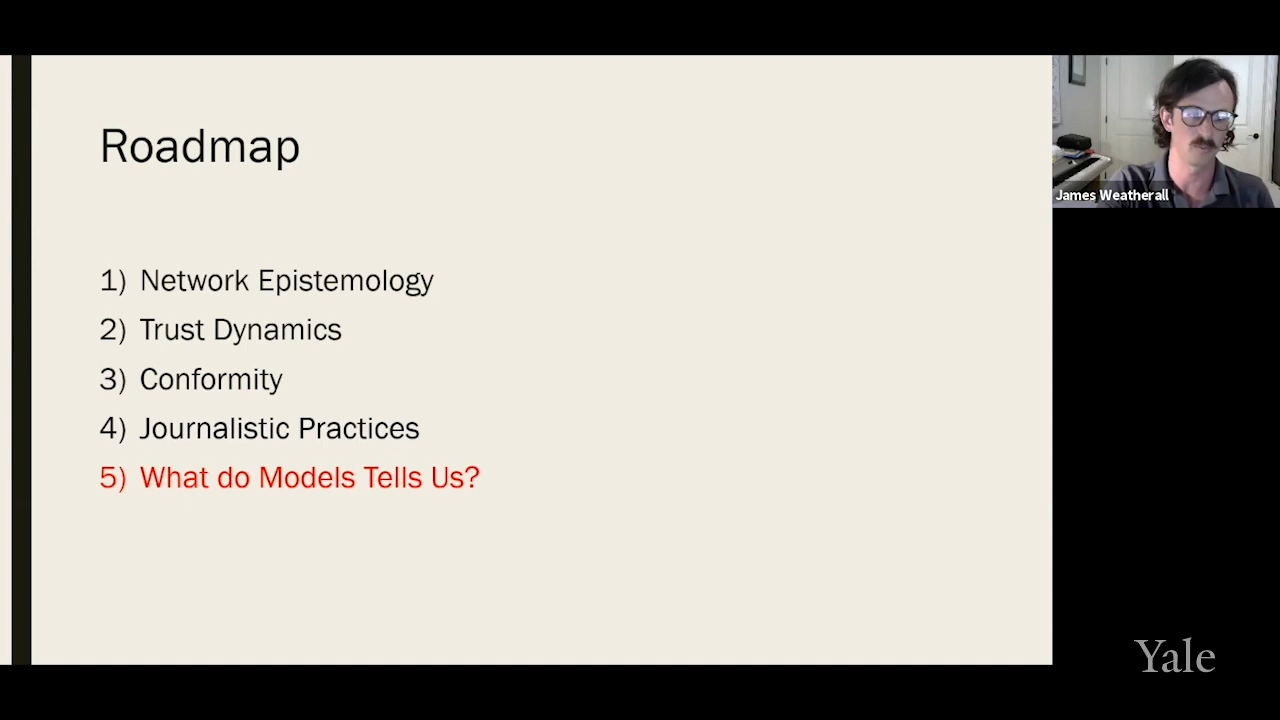 Roadmap
1) Network Epistemology
2) Trust Dynamics
3) Conformity
4) Journalistic Practices
5) What do Models Tells Us?
James Weatherall
Yale